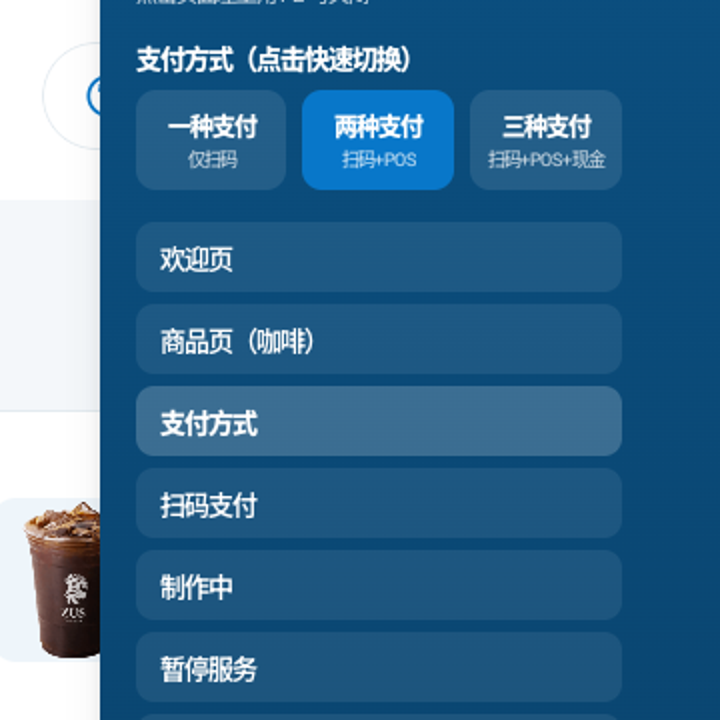 支付方式（点击快速切换）
一种支付
仅扫码
两种支付
扫码+POS
三种支付
扫码+POS+现金
欢迎页
商品页（咖啡）
支付方式
扫码支付
制作中
暂停服务
ZUS